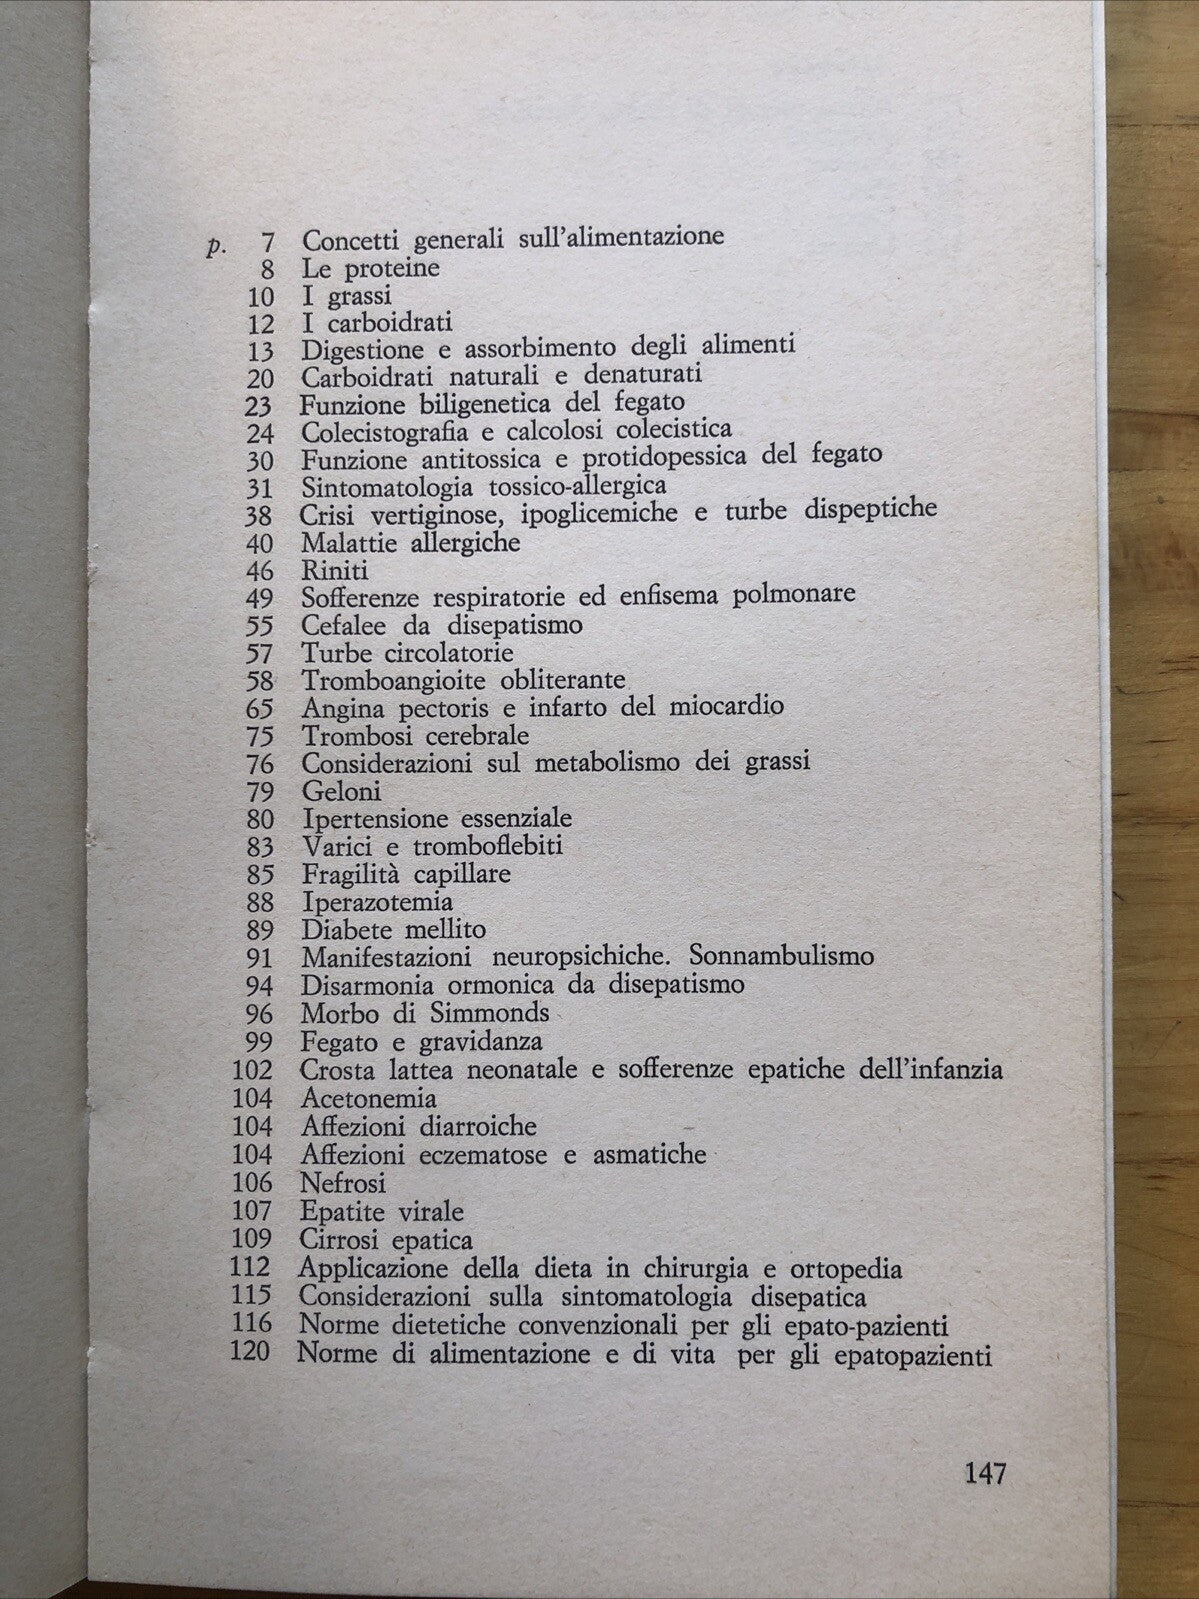 p. 7 Concetti generali sull'alimentazione
8 Le proteine
10 I grassi
12 I carboidrati
13 Digestione e assorbimento degli alimenti
20 Carboidrati naturali e denaturati
23 Funzione biligenetica del fegato
24 Colecistografia e calcolosi colecistica
30 Funzione antitossica e protidopessica del fegato
31 Sintomatologia tossico-allergica
38 Crisi vertiginose, ipoglicemiche e turbe dispeptiche
40 Malattie allergiche
46 Riniti
49 Sofferenze respiratorie ed enfisema polmonare
55 Cefalee da disepatismo
57 Turbe circolatorie
58 Tromboangioite obliterante
65 Angina pectoris e infarto del miocardio
75 Trombosi cerebrale
76 Considerazioni sul metabolismo dei grassi
79 Geloni
80 Ipertensione essenziale
83 Varici e tromboflebiti
85 Fragilità capillare
88 Iperazotemia
89 Diabete mellito
91 Manifestazioni neuropsichiche. Sonnambulismo
94 Disarmonia ormonica da disepatismo
96 Morbo di Simmonds
99 Fegato e gravidanza
102 Crosta lattea neonatale e sofferenze epatiche dell'infanzia
104 Acetonemia
104 Affezioni diarroiche
104 Affezioni eczematose e asmatiche
106 Nefrosi
107 Epatite virale
109 Cirrosi epatica
112 Applicazione della dieta in chirurgia e ortopedia
115 Considerazioni sulla sintomatologia disepatica
116 Norme dietetiche convenzionali per gli epato-pazienti
120 Norme di alimentazione e di vita per gli epatopazienti
147